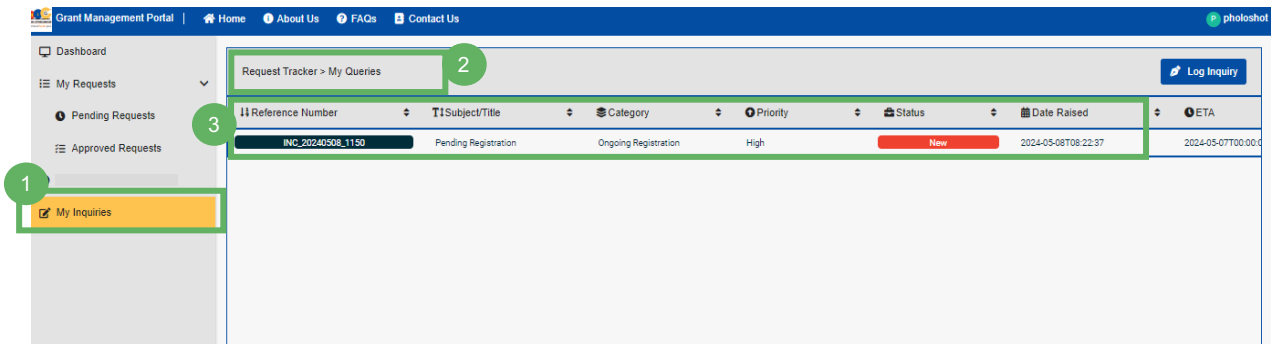 Grant Management Portal | Home About Us FAQs Contact Us P pholoshot
Dashboard
My Requests
Pending Requests
Approved Requests
1
My Inquiries
Request Tracker > My Queries
2
Log Inquiry
3
Reference Number Subject/Title Category Priority Status Date Raised ETA
INC_20240508_1150 Pending Registration Ongoing Registration High New 2024-05-08T08:22:37 2024-05-07T00:00:0